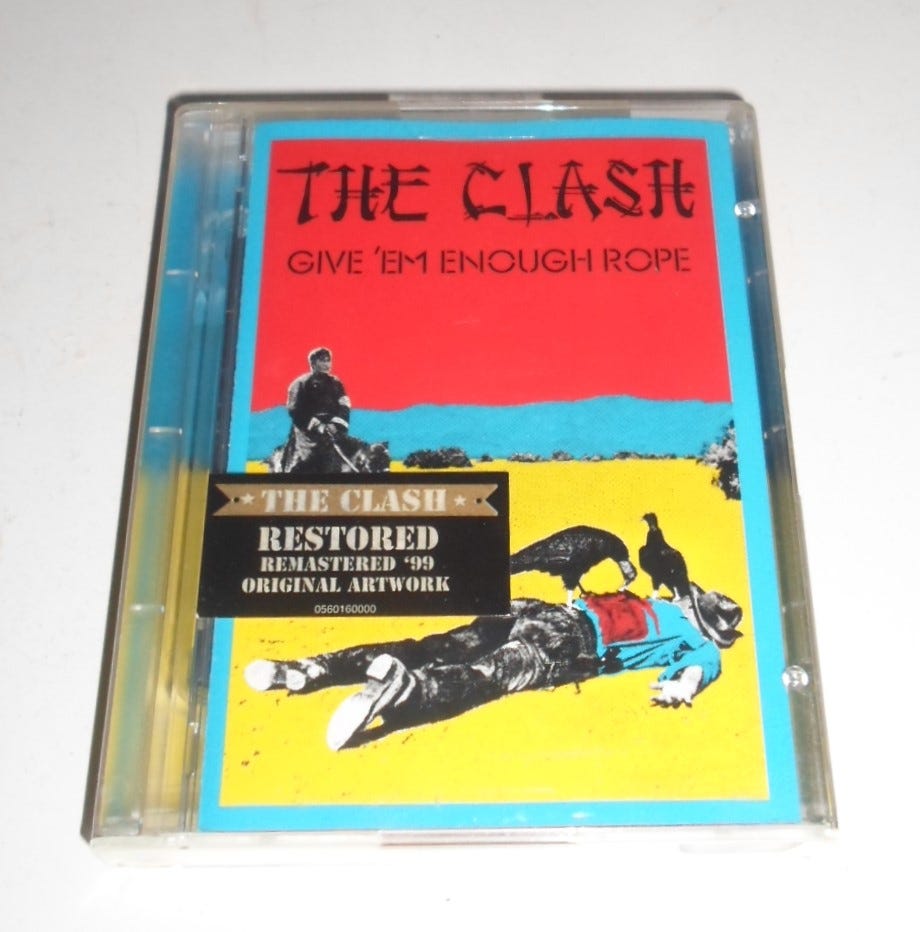 THE CLASH
GIVE 'EM ENOUGH ROPE
THE CLASH
RESTORED
REMASTERED '99
ORIGINAL ARTWORK
0560160000